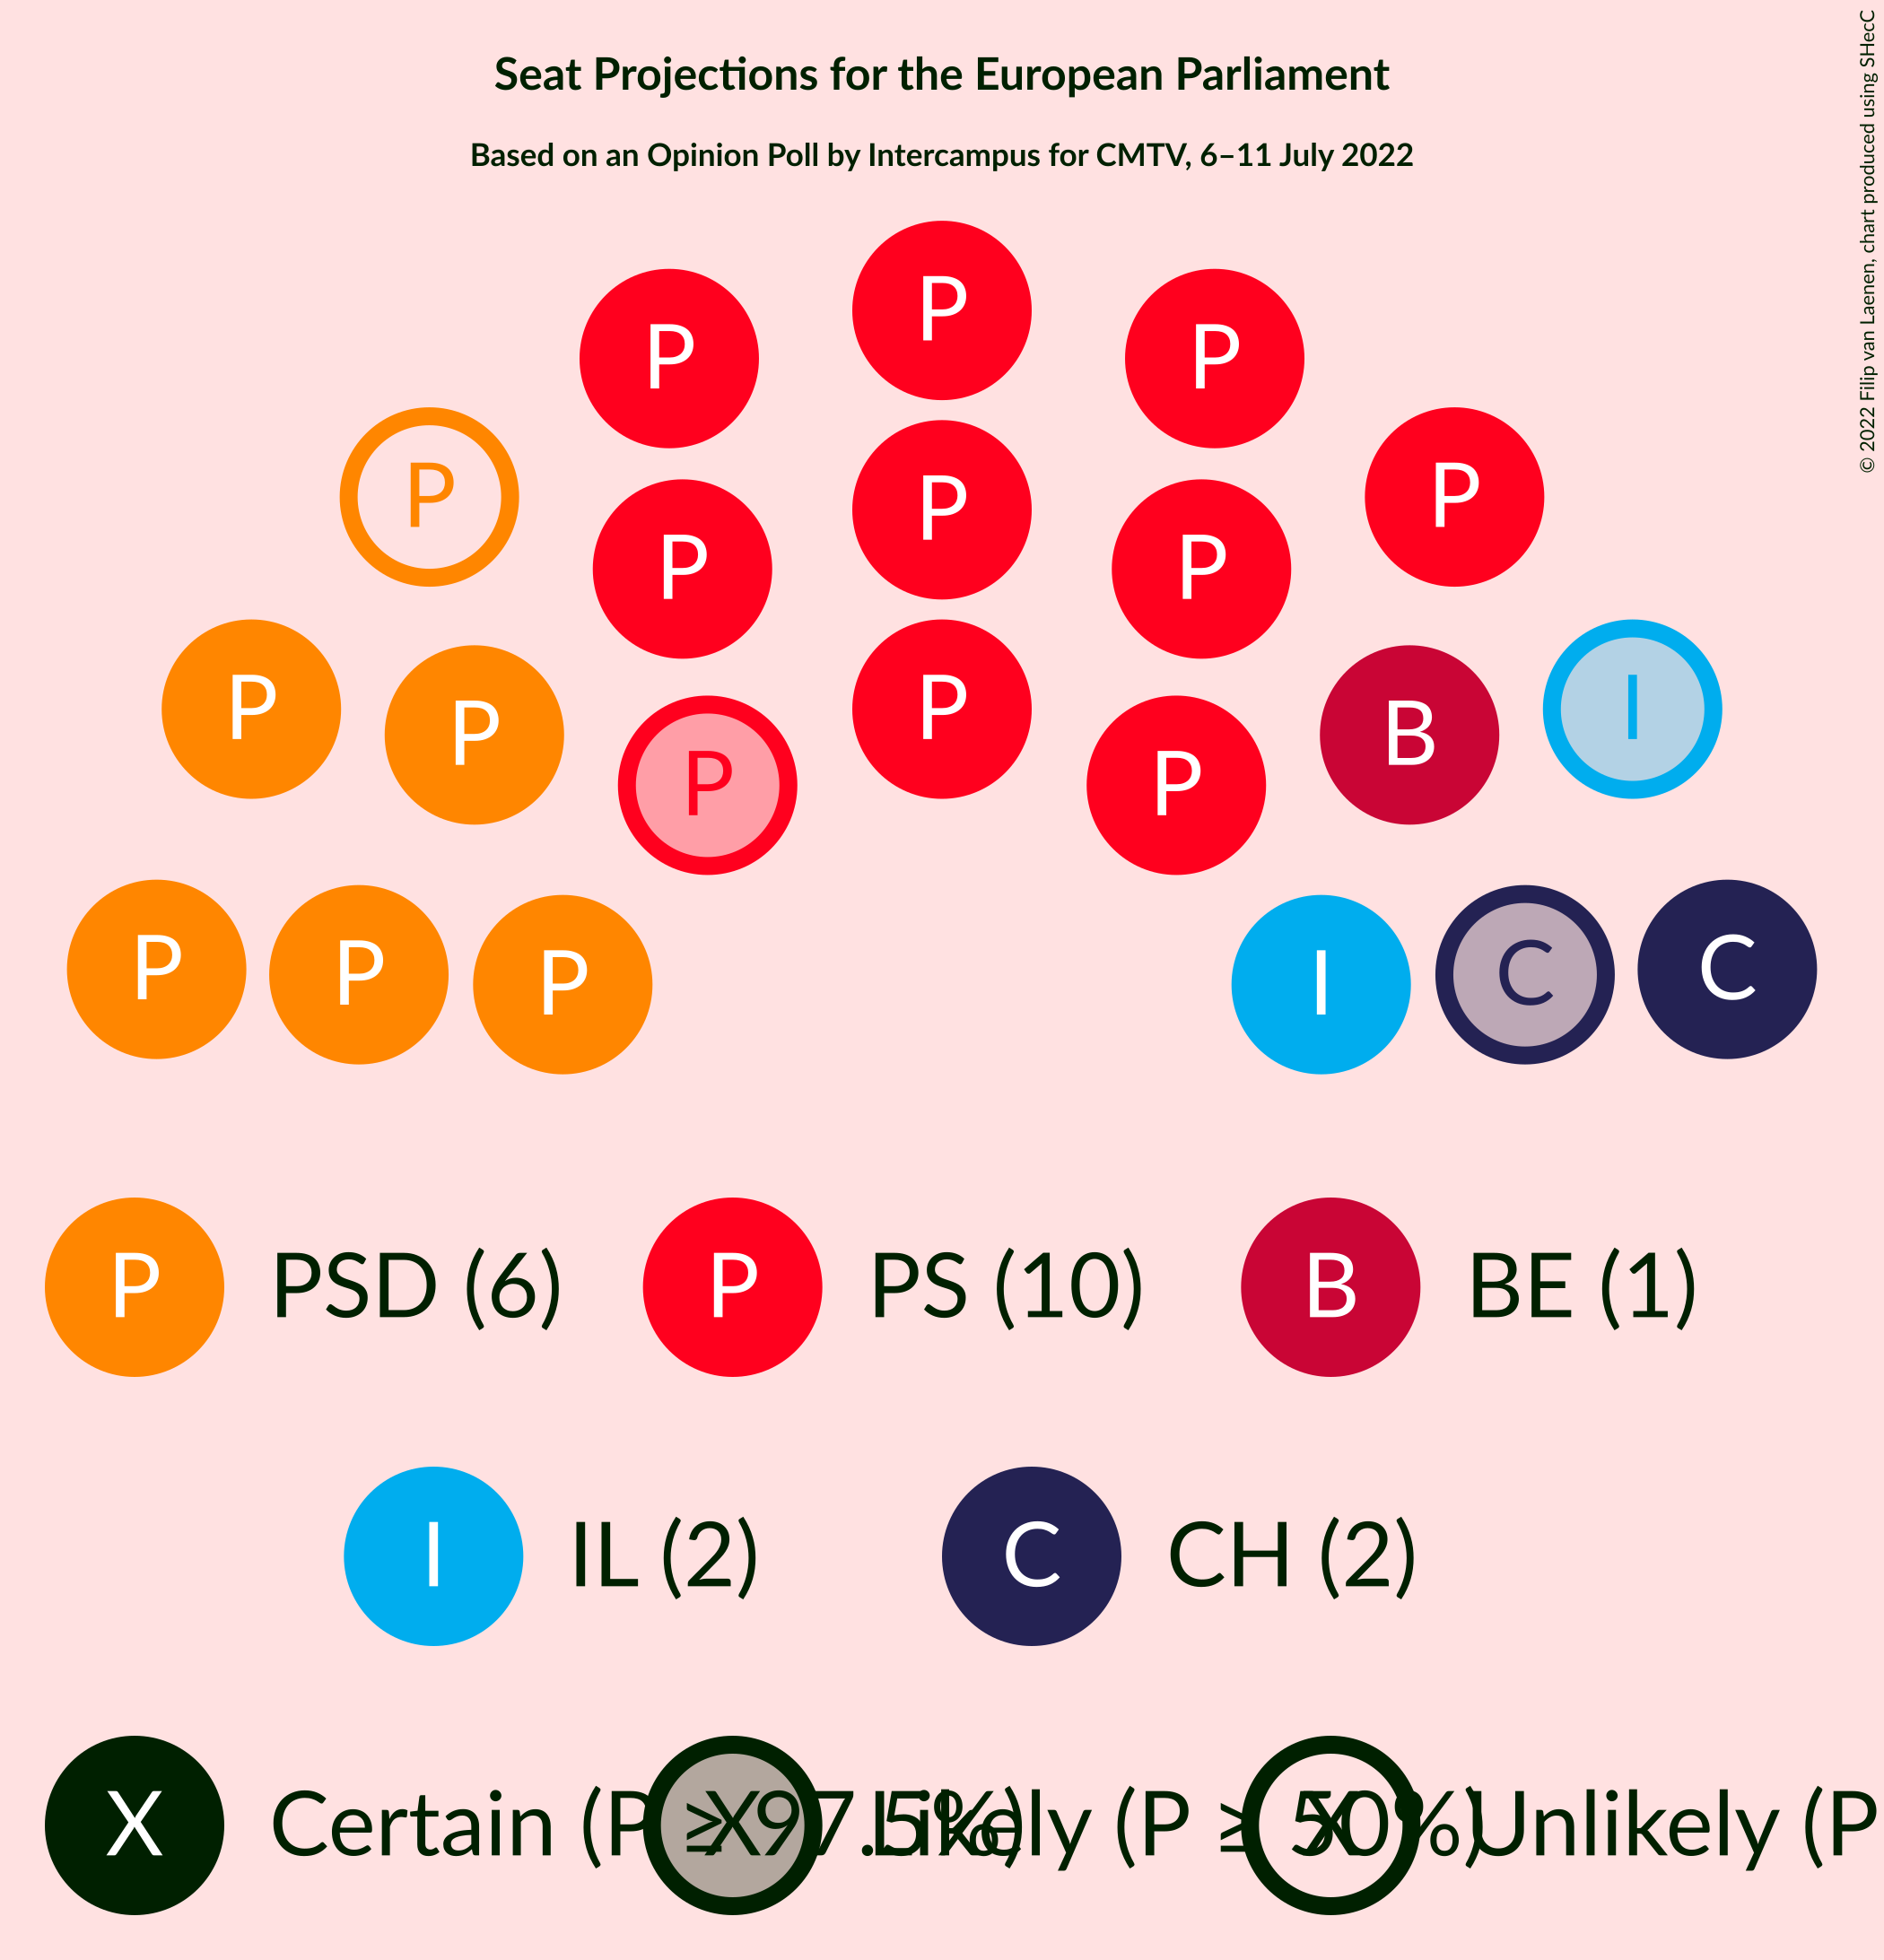 Seat Projections for the European Parliament
Based on an Opinion Poll by Intercampus for CMTV, 6–11 July 2022
© 2022 Filip van Laenen, chart produced using SHecC
P
P P
P P
P
P P
P
P P
P
P P
B I
P P
P P P
I C C
P PSD (6) P PS (10) B BE (1)
I IL (2) C CH (2)
X Certain (P ≥ 97.5%) X Likely (P ≥ 50%) X Unlikely (P